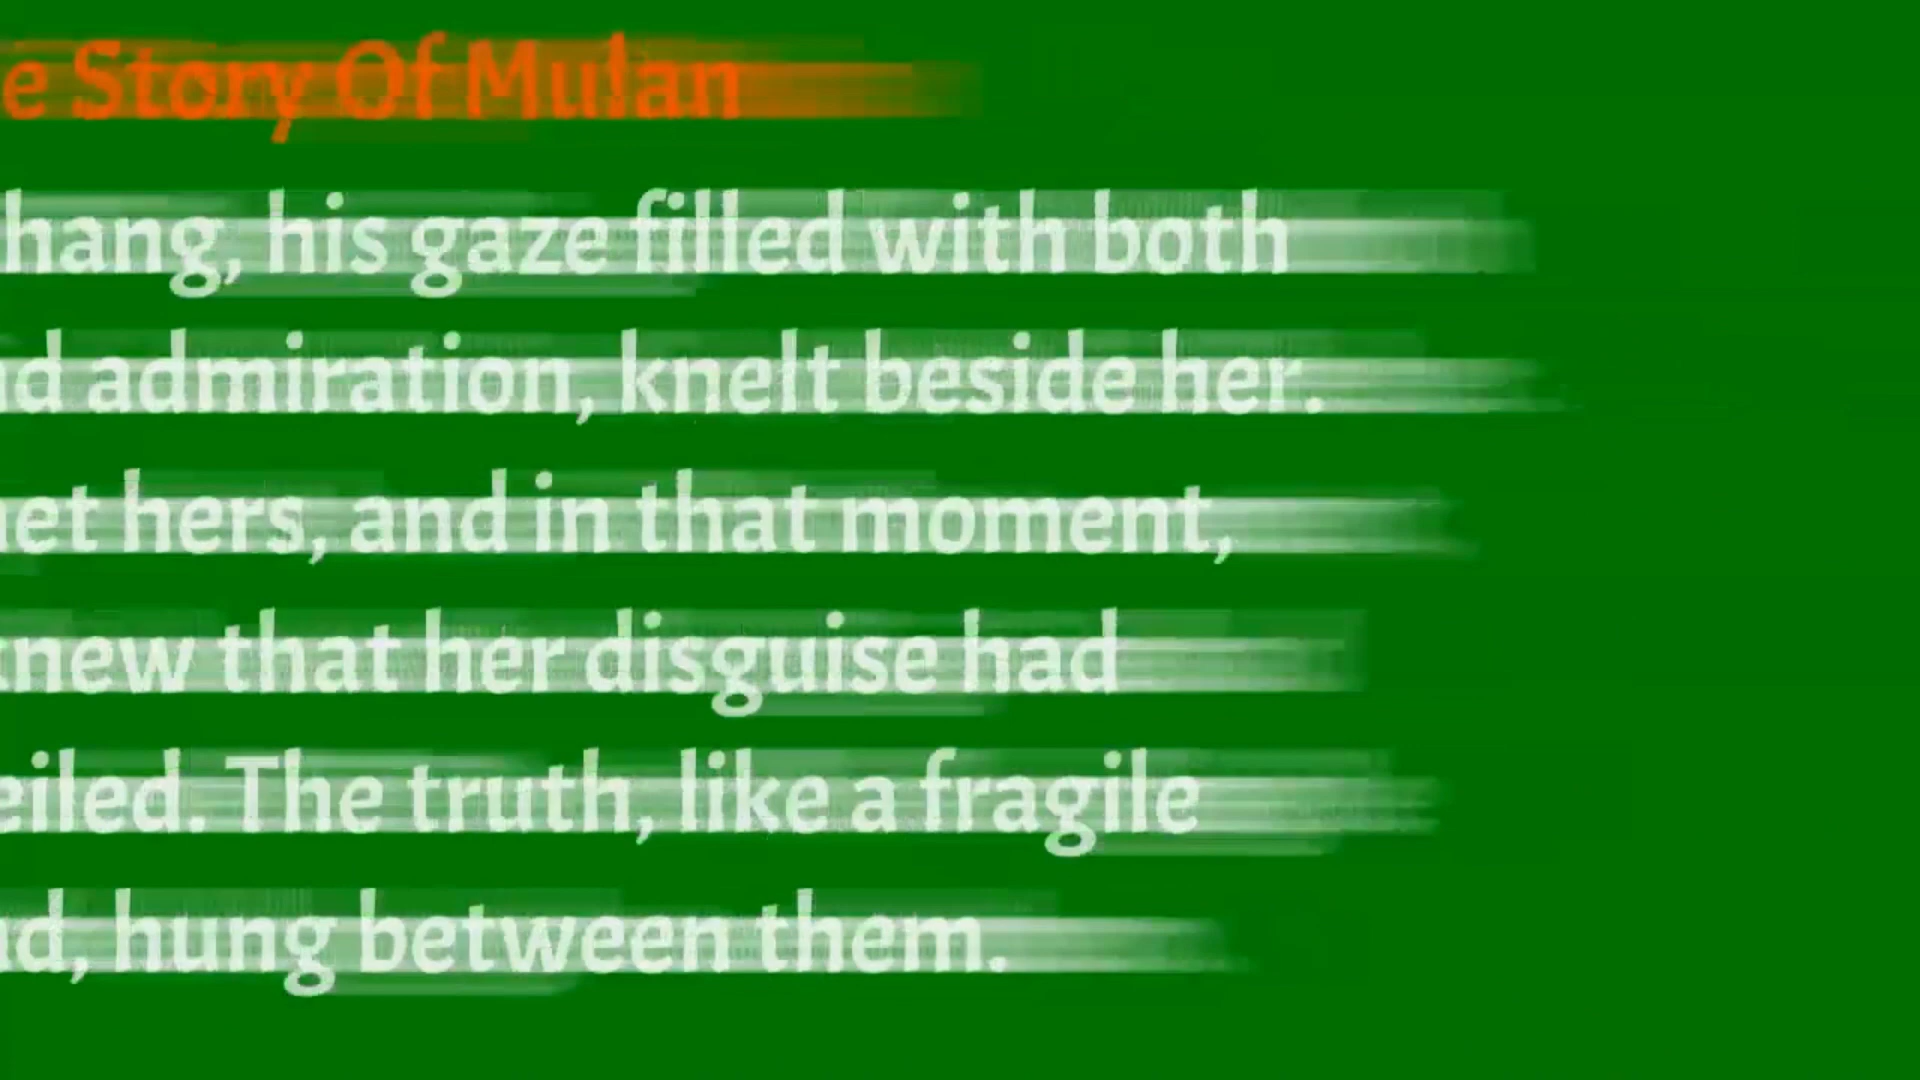 e Story Of Mulan
hang, his gaze filled with both
d admiration, knelt beside her.
et hers, and in that moment,
new that her disguise had
eiled. The truth, like a fragile
d, hung between them.